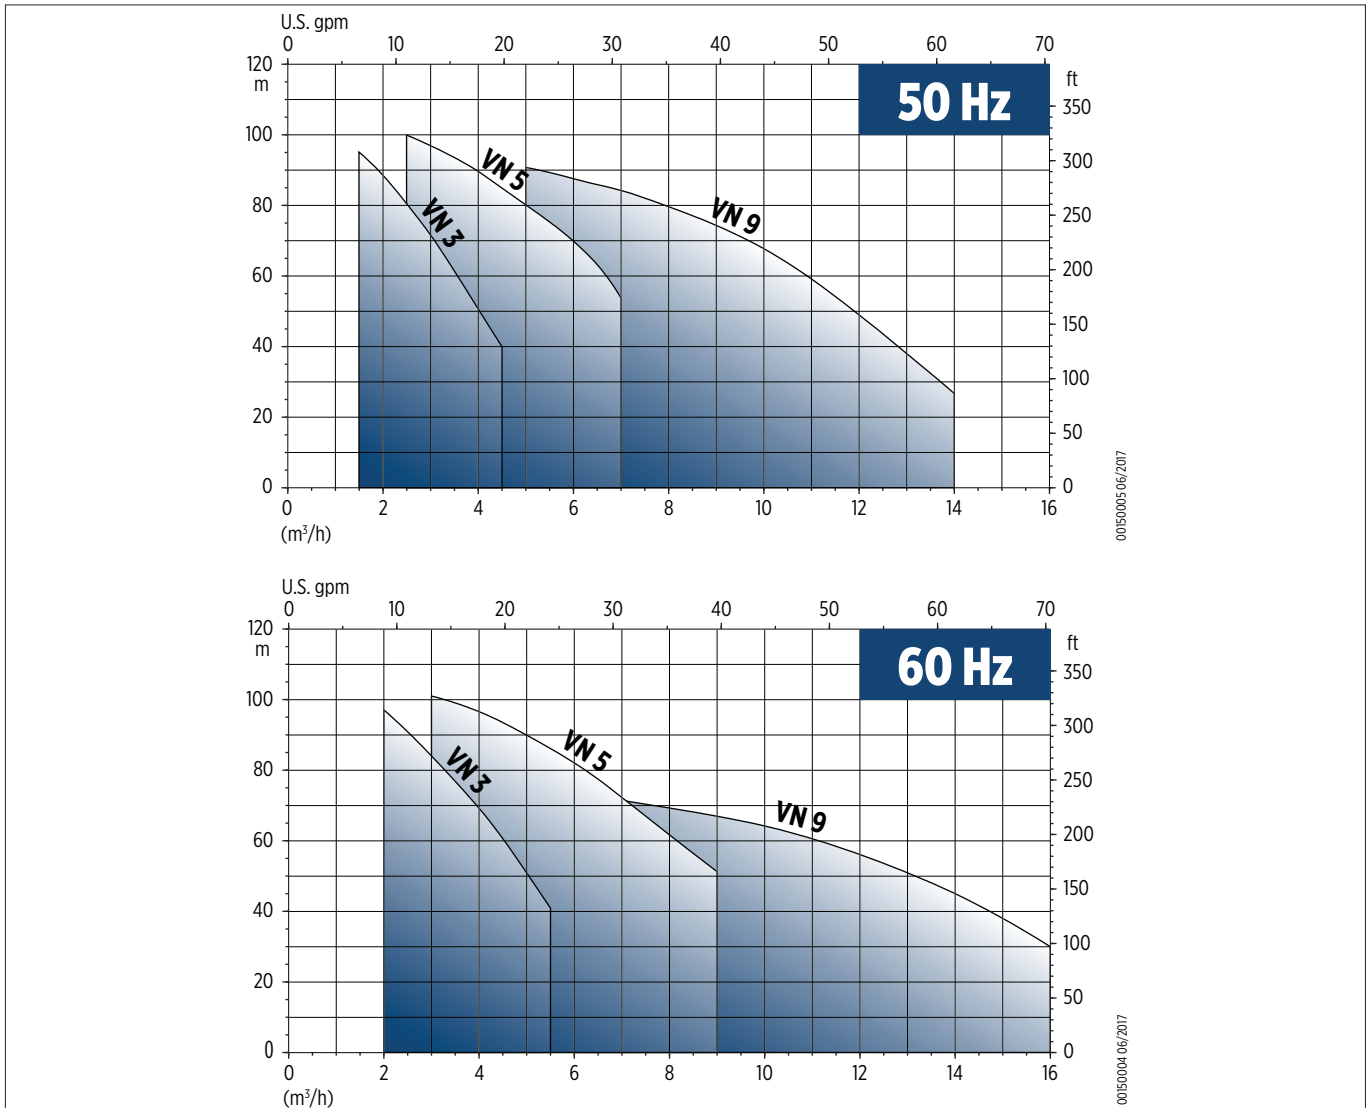 U.S. gpm
0 10 20 30 40 50 60 70
120
m
100
80
60
40
20
0
50 Hz
ft
350
300
250
200
150
100
50
0
VN 3
VN 5
VN 9
0 2 4 6 8 10 12 14 16
(m³/h)
00150005 06/2017
U.S. gpm
0 10 20 30 40 50 60 70
120
m
100
80
60
40
20
0
60 Hz
ft
350
300
250
200
150
100
50
0
VN 3
VN 5
VN 9
0 2 4 6 8 10 12 14 16
(m³/h)
00150004 06/2017